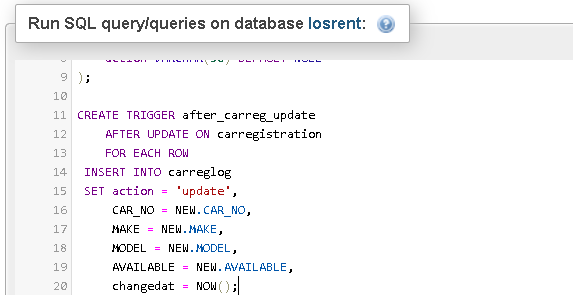 Run SQL query/queries on database losrent:
9 );
10
11 CREATE TRIGGER after_carreg_update
12 AFTER UPDATE ON carregistration
13 FOR EACH ROW
14 INSERT INTO carreglog
15 SET action = 'update',
16 CAR_NO = NEW.CAR_NO,
17 MAKE = NEW.MAKE,
18 MODEL = NEW.MODEL,
19 AVAILABLE = NEW.AVAILABLE,
20 changedat = NOW();